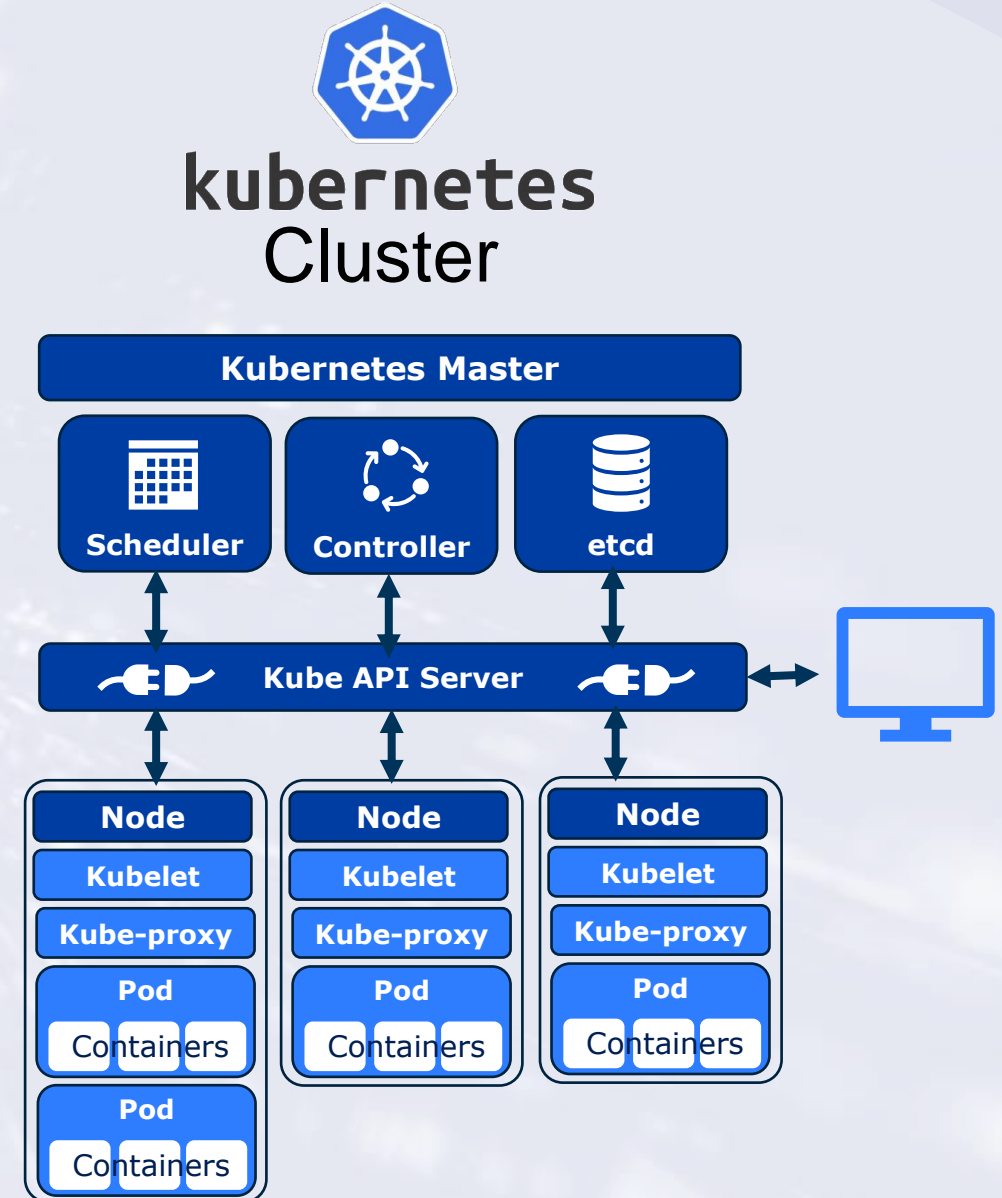 kubernetes
Cluster
Kubernetes Master
Scheduler
Controller
etcd
Kube API Server
Node
Kubelet
Kube-proxy
Pod
Containers
Pod
Containers
Node
Kubelet
Kube-proxy
Pod
Containers
Node
Kubelet
Kube-proxy
Pod
Containers